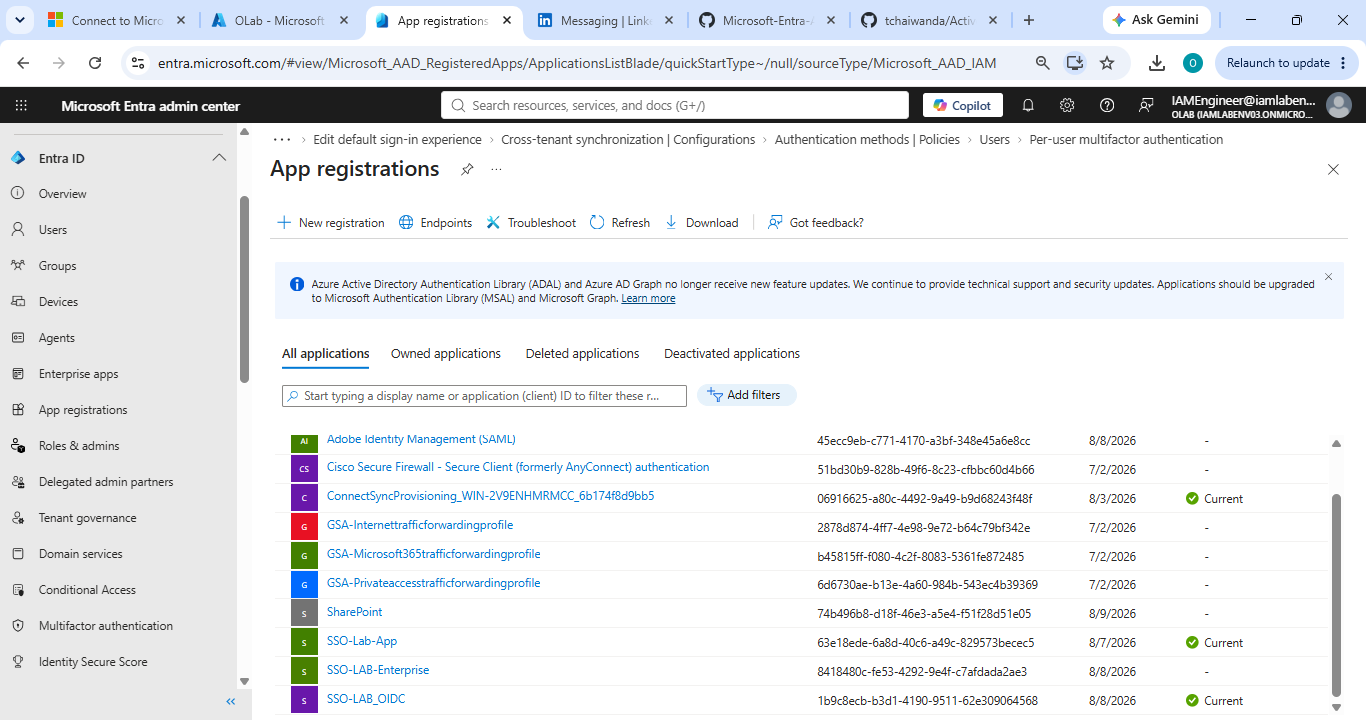 Connect to Micro
OLab - Microsoft
App registrations
Messaging | Link
Microsoft-Entra-A
tchaiwanda/Activ
Ask Gemini
entra.microsoft.com/#view/Microsoft_AAD_RegisteredApps/ApplicationsListBlade/quickStartType~/null/sourceType/Microsoft_AAD_IAM
O
Relaunch to update
Microsoft Entra admin center
Search resources, services, and docs (G+/)
Copilot
IAMEngineer@iamlaben...
OLAB (IAMLABENV03.ONMICRO...
Entra ID
Overview
Users
Groups
Devices
Agents
Enterprise apps
App registrations
Roles & admins
Delegated admin partners
Tenant governance
Domain services
Conditional Access
Multifactor authentication
Identity Secure Score
«
··· > Edit default sign-in experience > Cross-tenant synchronization | Configurations > Authentication methods | Policies > Users > Per-user multifactor authentication
App registrations ···
New registration Endpoints Troubleshoot Refresh Download Got feedback?
Azure Active Directory Authentication Library (ADAL) and Azure AD Graph no longer receive new feature updates. We continue to provide technical support and security updates. Applications should be upgraded
to Microsoft Authentication Library (MSAL) and Microsoft Graph. Learn more
All applications Owned applications Deleted applications Deactivated applications
Start typing a display name or application (client) ID to filter these r... Add filters
AI Adobe Identity Management (SAML) 45ecc9eb-c771-4170-a3bf-348e45a6e8cc 8/8/2026 -
CS Cisco Secure Firewall - Secure Client (formerly AnyConnect) authentication 51bd30b9-828b-49f6-8c23-cfbbc60d4b66 7/2/2026 -
C ConnectSyncProvisioning_WIN-2V9ENHMRMCC_6b174f8d9bb5 06916625-a80c-4492-9a49-b9d68243f48f 8/3/2026 Current
G GSA-Internettrafficforwardingprofile 2878d874-4ff7-4e98-9e72-b64c79bf342e 7/2/2026 -
G GSA-Microsoft365trafficforwardingprofile b45815ff-f080-4c2f-8083-5361fe872485 7/2/2026 -
G GSA-Privateaccesstrafficforwardingprofile 6d6730ae-b13e-4a60-984b-543ec4b39369 7/2/2026 -
S SharePoint 74b496b8-d18f-46e3-a5e4-f51f28d51e05 8/9/2026 -
S SSO-Lab-App 63e18ede-6a8d-40c6-a49c-829573becec5 8/7/2026 Current
S SSO-LAB-Enterprise 8418480c-fe53-4292-9e4f-c7afdada2ae3 8/8/2026 -
S SSO-LAB_OIDC 1b9c8ecb-b3d1-4190-9511-62e309064568 8/8/2026 Current